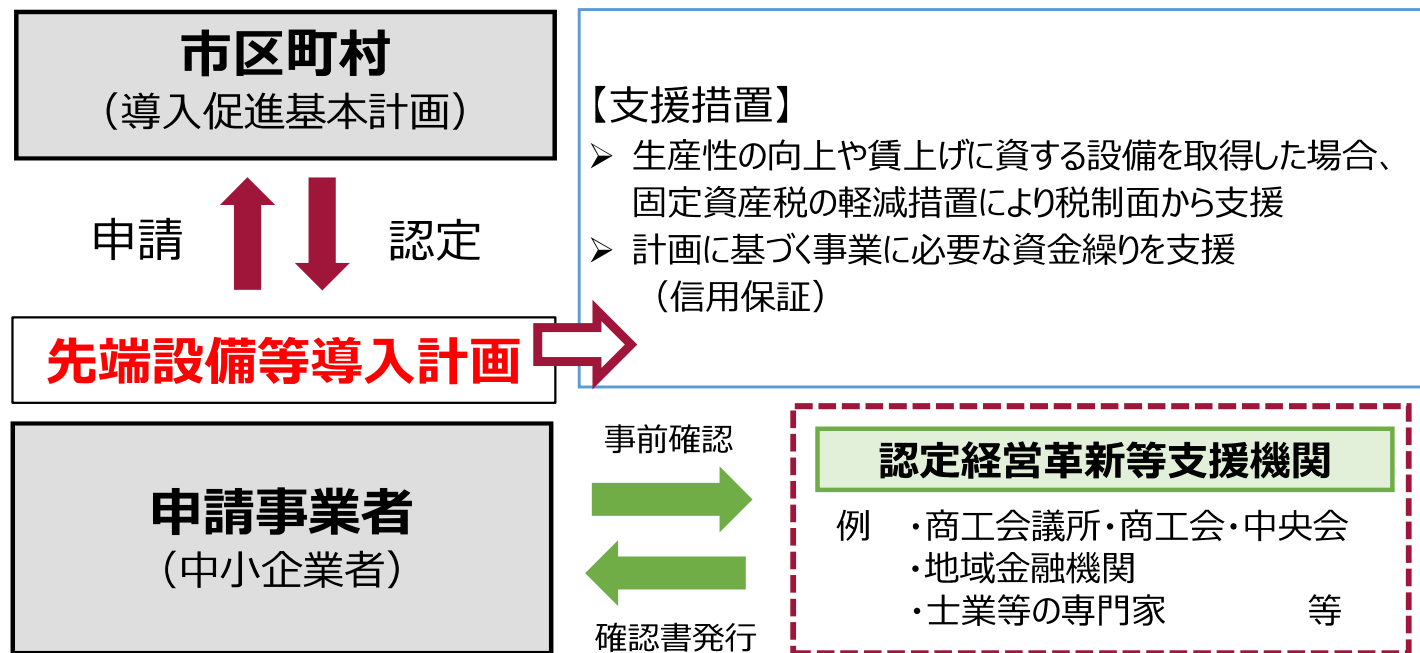 市区町村
（導入促進基本計画）
申請
認定
先端設備等導入計画
【支援措置】
➢ 生産性の向上や賃上げに資する設備を取得した場合、
固定資産税の軽減措置により税制面から支援
➢ 計画に基づく事業に必要な資金繰りを支援
（信用保証）
申請事業者
（中小企業者）
事前確認
確認書発行
認定経営革新等支援機関
例 ・商工会議所・商工会・中央会
・地域金融機関
・士業等の専門家 等